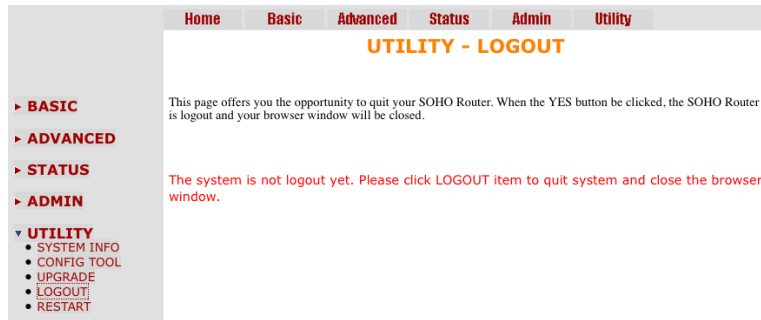 Home Basic Advanced Status Admin Utility
UTILITY - LOGOUT
BASIC
ADVANCED
STATUS
ADMIN
UTILITY
SYSTEM INFO
CONFIG TOOL
UPGRADE
LOGOUT
RESTART
This page offers you the opportunity to quit your SOHO Router. When the YES button be clicked, the SOHO Router
is logout and your browser window will be closed.
The system is not logout yet. Please click LOGOUT item to quit system and close the browser
window.